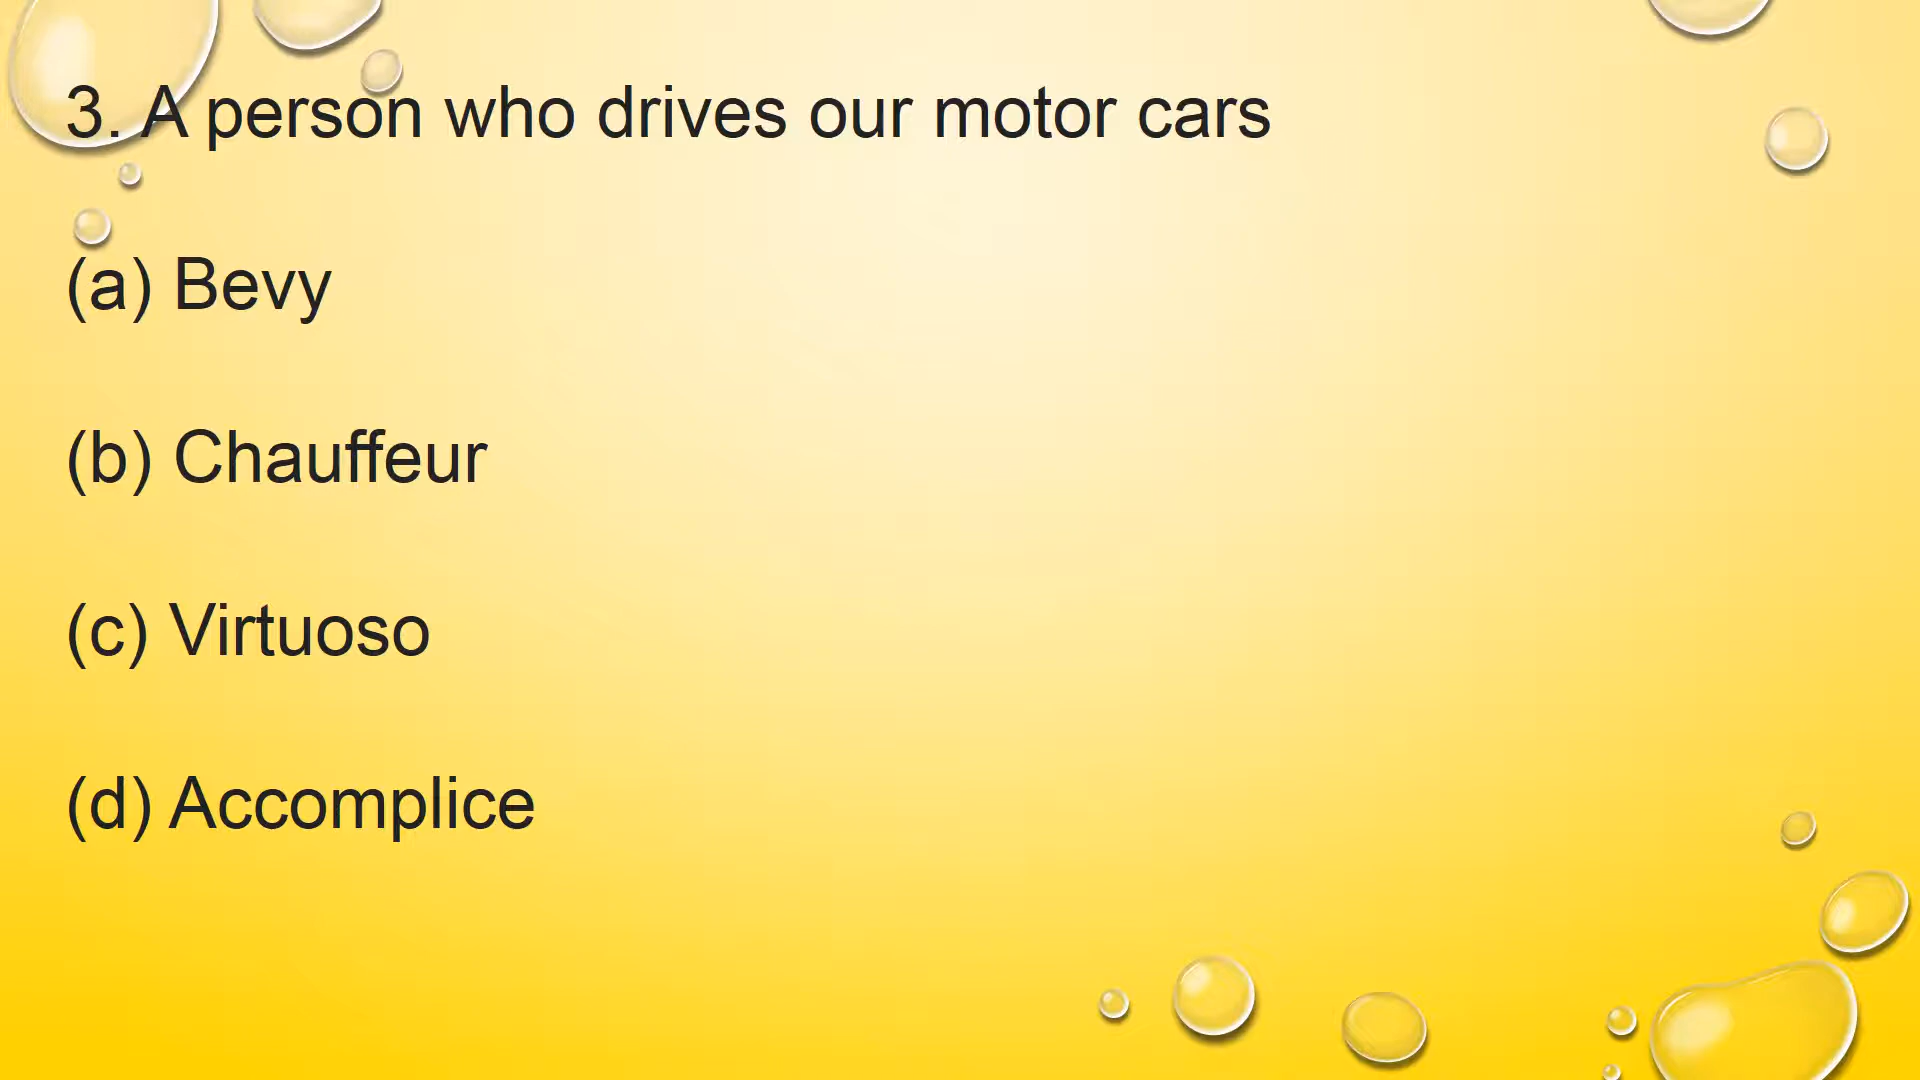 3. A person who drives our motor cars
(a) Bevy
(b) Chauffeur
(c) Virtuoso
(d) Accomplice